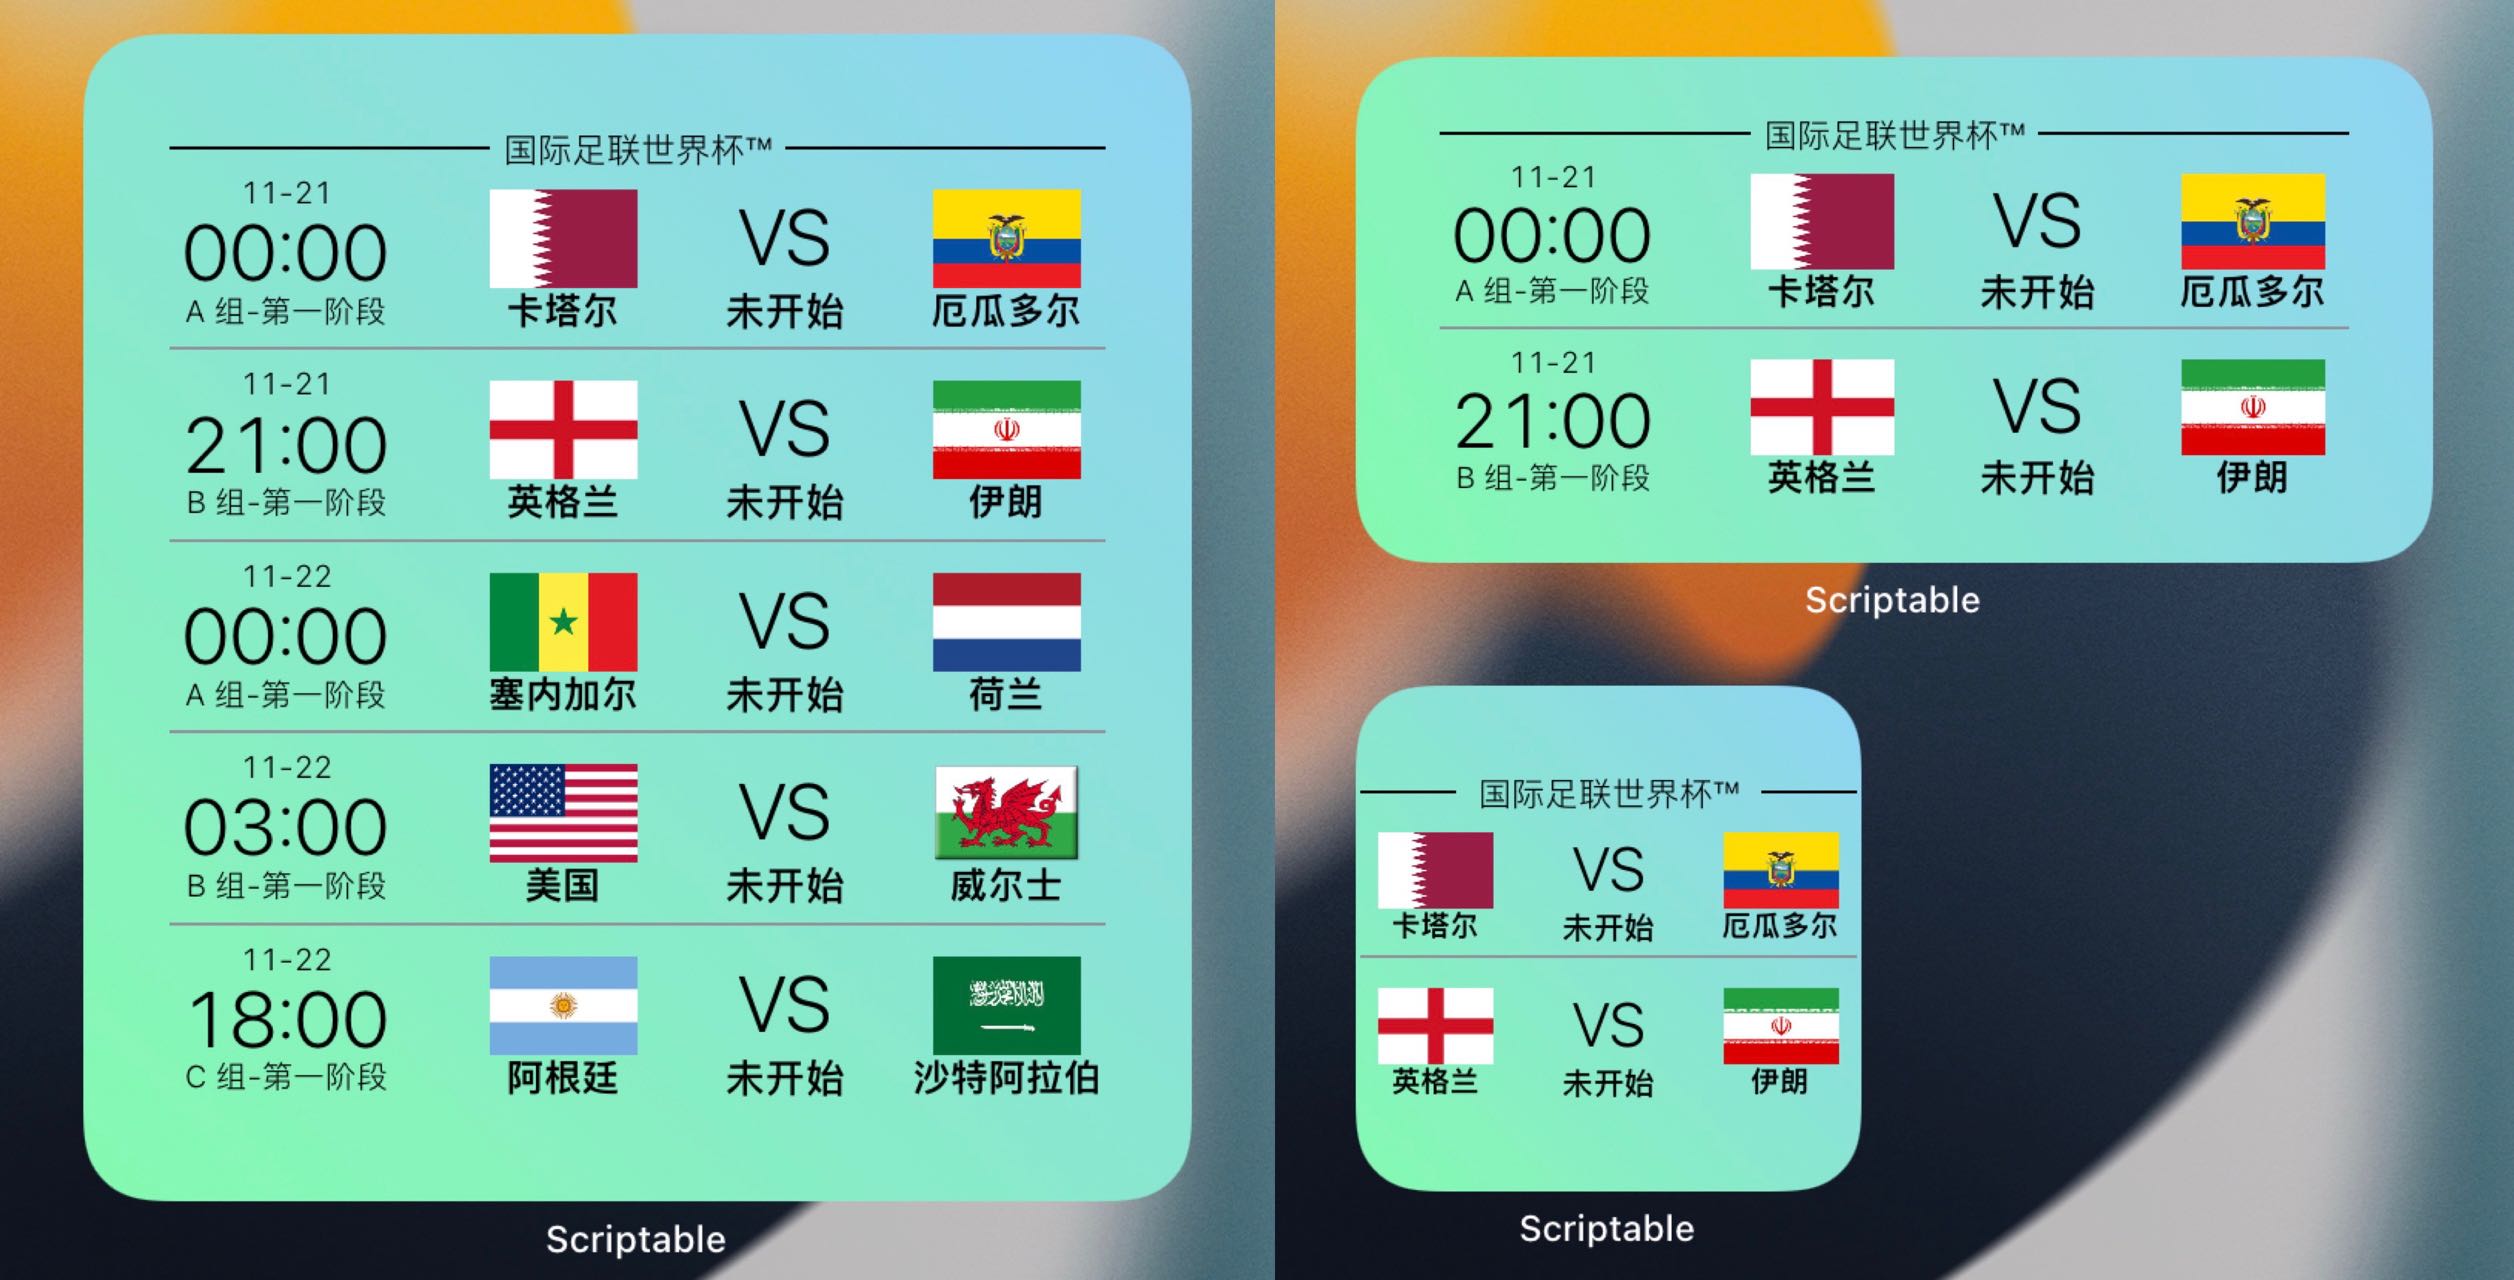 国际足联世界杯™
11-21
00:00
A 组-第一阶段
卡塔尔
VS
未开始
厄瓜多尔
11-21
21:00
B 组-第一阶段
英格兰
VS
未开始
伊朗
11-22
00:00
A 组-第一阶段
塞内加尔
VS
未开始
荷兰
11-22
03:00
B 组-第一阶段
美国
VS
未开始
威尔士
11-22
18:00
C 组-第一阶段
阿根廷
VS
未开始
沙特阿拉伯
Scriptable
国际足联世界杯™
11-21
00:00
A 组-第一阶段
卡塔尔
VS
未开始
厄瓜多尔
11-21
21:00
B 组-第一阶段
英格兰
VS
未开始
伊朗
Scriptable
国际足联世界杯™
卡塔尔
VS
未开始
厄瓜多尔
英格兰
VS
未开始
伊朗
Scriptable